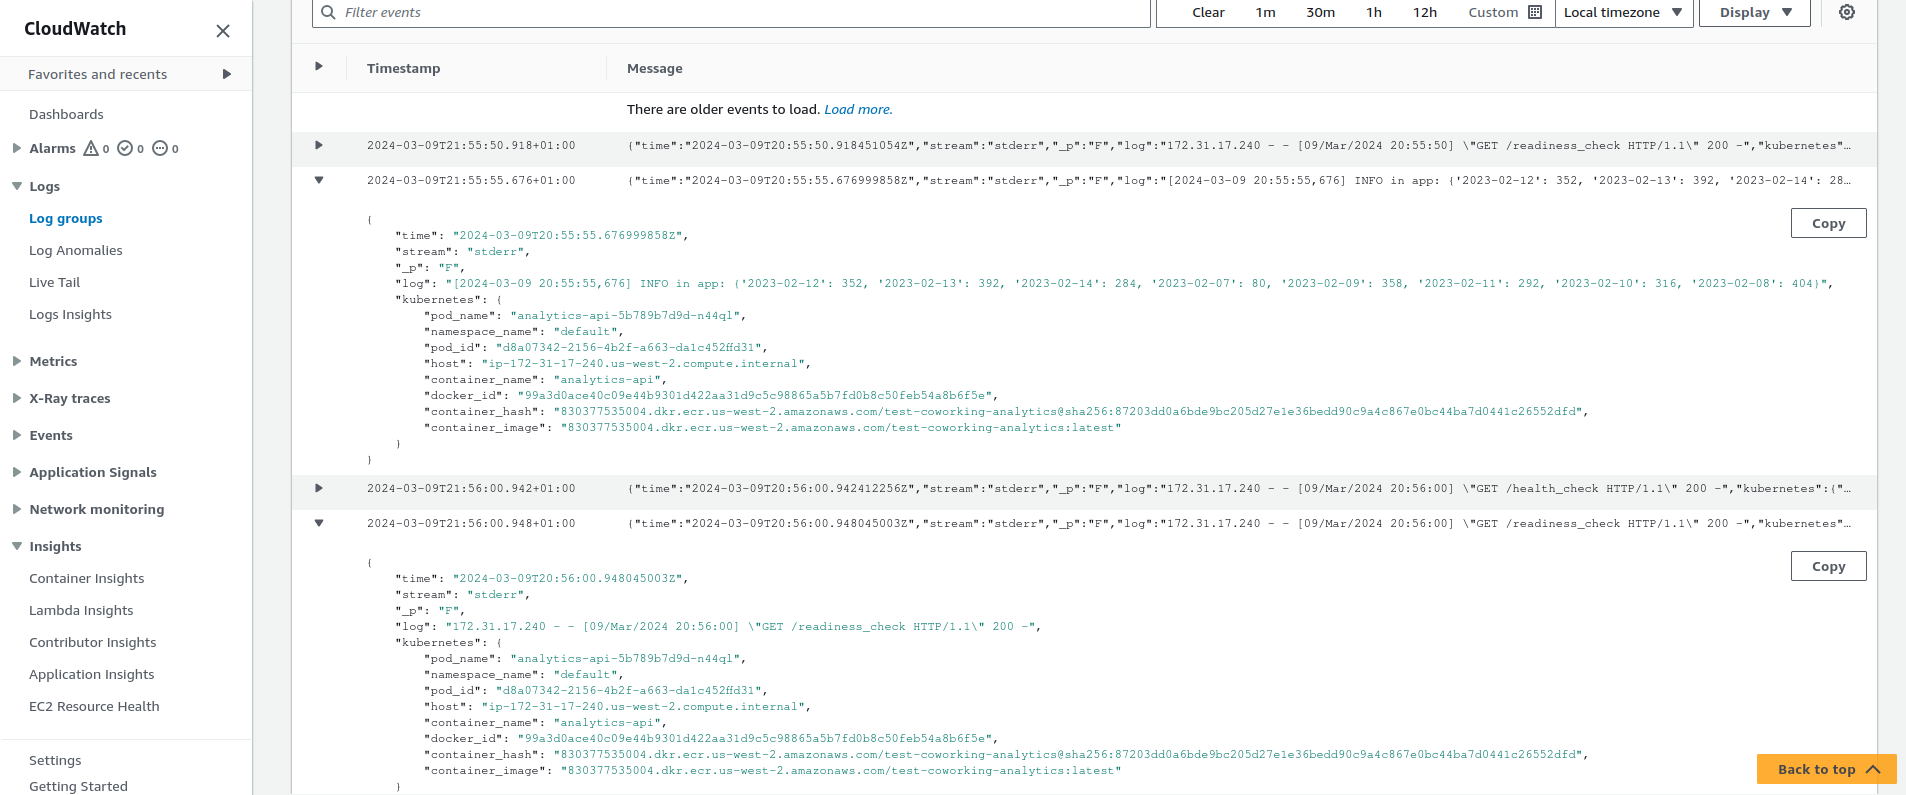 CloudWatch
Favorites and recents
Dashboards
Alarms 0 0 0
Logs
Log groups
Log Anomalies
Live Tail
Logs Insights
Metrics
X-Ray traces
Events
Application Signals
Network monitoring
Insights
Container Insights
Lambda Insights
Contributor Insights
Application Insights
EC2 Resource Health
Settings
Getting Started
Filter events Clear 1m 30m 1h 12h Custom Local timezone Display
Timestamp Message
There are older events to load. Load more.
2024-03-09T21:55:50.918+01:00 {"time":"2024-03-09T20:55:50.918451054Z","stream":"stderr","_p":"F","log":"172.31.17.240 - - [09/Mar/2024 20:55:50] \"GET /readiness_check HTTP/1.1\" 200 -","kubernetes"…
2024-03-09T21:55:55.676+01:00 {"time":"2024-03-09T20:55:55.676999858Z","stream":"stderr","_p":"F","log":"[2024-03-09 20:55:55,676] INFO in app: {'2023-02-12': 352, '2023-02-13': 392, '2023-02-14': 28…
Copy
{
"time": "2024-03-09T20:55:55.676999858Z",
"stream": "stderr",
"_p": "F",
"log": "[2024-03-09 20:55:55,676] INFO in app: {'2023-02-12': 352, '2023-02-13': 392, '2023-02-14': 284, '2023-02-07': 80, '2023-02-09': 358, '2023-02-11': 292, '2023-02-10': 316, '2023-02-08': 404}",
"kubernetes": {
"pod_name": "analytics-api-5b789b7d9d-n44ql",
"namespace_name": "default",
"pod_id": "d8a07342-2156-4b2f-a663-da1c452ffd31",
"host": "ip-172-31-17-240.us-west-2.compute.internal",
"container_name": "analytics-api",
"docker_id": "99a3d0ace40c09e44b9301d422aa31d9c5c98865a5b7fd0b8c50feb54a8b6f5e",
"container_hash": "830377535004.dkr.ecr.us-west-2.amazonaws.com/test-coworking-analytics@sha256:87203dd0a6bde9bc205d27e1e36bedd90c9a4c867e0bc44ba7d0441c26552dfd",
"container_image": "830377535004.dkr.ecr.us-west-2.amazonaws.com/test-coworking-analytics:latest"
}
}
2024-03-09T21:56:00.942+01:00 {"time":"2024-03-09T20:56:00.942412256Z","stream":"stderr","_p":"F","log":"172.31.17.240 - - [09/Mar/2024 20:56:00] \"GET /health_check HTTP/1.1\" 200 -","kubernetes":{"…
2024-03-09T21:56:00.948+01:00 {"time":"2024-03-09T20:56:00.948045003Z","stream":"stderr","_p":"F","log":"172.31.17.240 - - [09/Mar/2024 20:56:00] \"GET /readiness_check HTTP/1.1\" 200 -","kubernetes"…
Copy
{
"time": "2024-03-09T20:56:00.948045003Z",
"stream": "stderr",
"_p": "F",
"log": "172.31.17.240 - - [09/Mar/2024 20:56:00] \"GET /readiness_check HTTP/1.1\" 200 -",
"kubernetes": {
"pod_name": "analytics-api-5b789b7d9d-n44ql",
"namespace_name": "default",
"pod_id": "d8a07342-2156-4b2f-a663-da1c452ffd31",
"host": "ip-172-31-17-240.us-west-2.compute.internal",
"container_name": "analytics-api",
"docker_id": "99a3d0ace40c09e44b9301d422aa31d9c5c98865a5b7fd0b8c50feb54a8b6f5e",
"container_hash": "830377535004.dkr.ecr.us-west-2.amazonaws.com/test-coworking-analytics@sha256:87203dd0a6bde9bc205d27e1e36bedd90c9a4c867e0bc44ba7d0441c26552dfd",
"container_image": "830377535004.dkr.ecr.us-west-2.amazonaws.com/test-coworking-analytics:latest"
}
Back to top